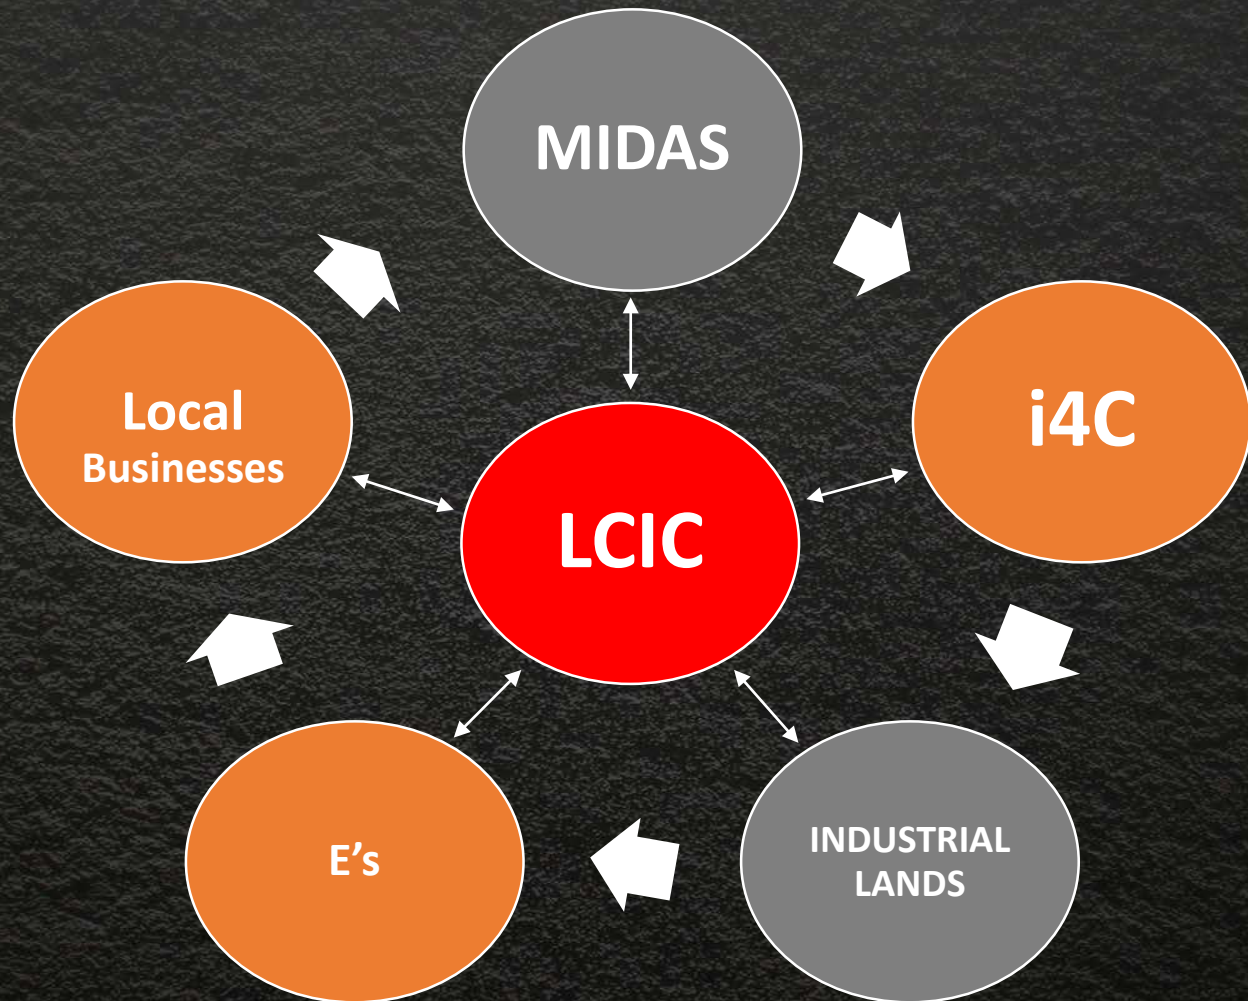 MIDAS
i4C
INDUSTRIAL
LANDS
E’s
Local
Businesses
LCIC